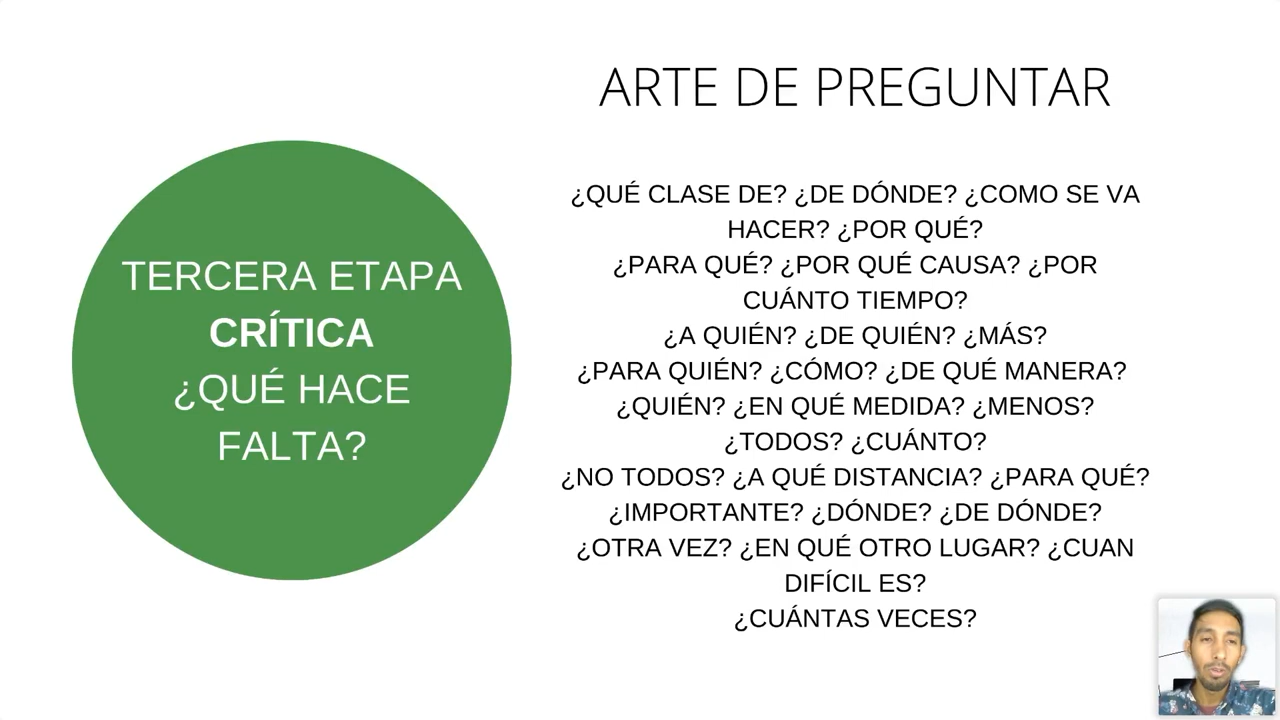 ARTE DE PREGUNTAR
TERCERA ETAPA
CRÍTICA
¿QUÉ HACE
FALTA?
¿QUÉ CLASE DE? ¿DE DÓNDE? ¿COMO SE VA
HACER? ¿POR QUÉ?
¿PARA QUÉ? ¿POR QUÉ CAUSA? ¿POR
CUÁNTO TIEMPO?
¿A QUIÉN? ¿DE QUIÉN? ¿MÁS?
¿PARA QUIÉN? ¿CÓMO? ¿DE QUÉ MANERA?
¿QUIÉN? ¿EN QUÉ MEDIDA? ¿MENOS?
¿TODOS? ¿CUÁNTO?
¿NO TODOS? ¿A QUÉ DISTANCIA? ¿PARA QUÉ?
¿IMPORTANTE? ¿DÓNDE? ¿DE DÓNDE?
¿OTRA VEZ? ¿EN QUÉ OTRO LUGAR? ¿CUAN
DIFÍCIL ES?
¿CUÁNTAS VECES?